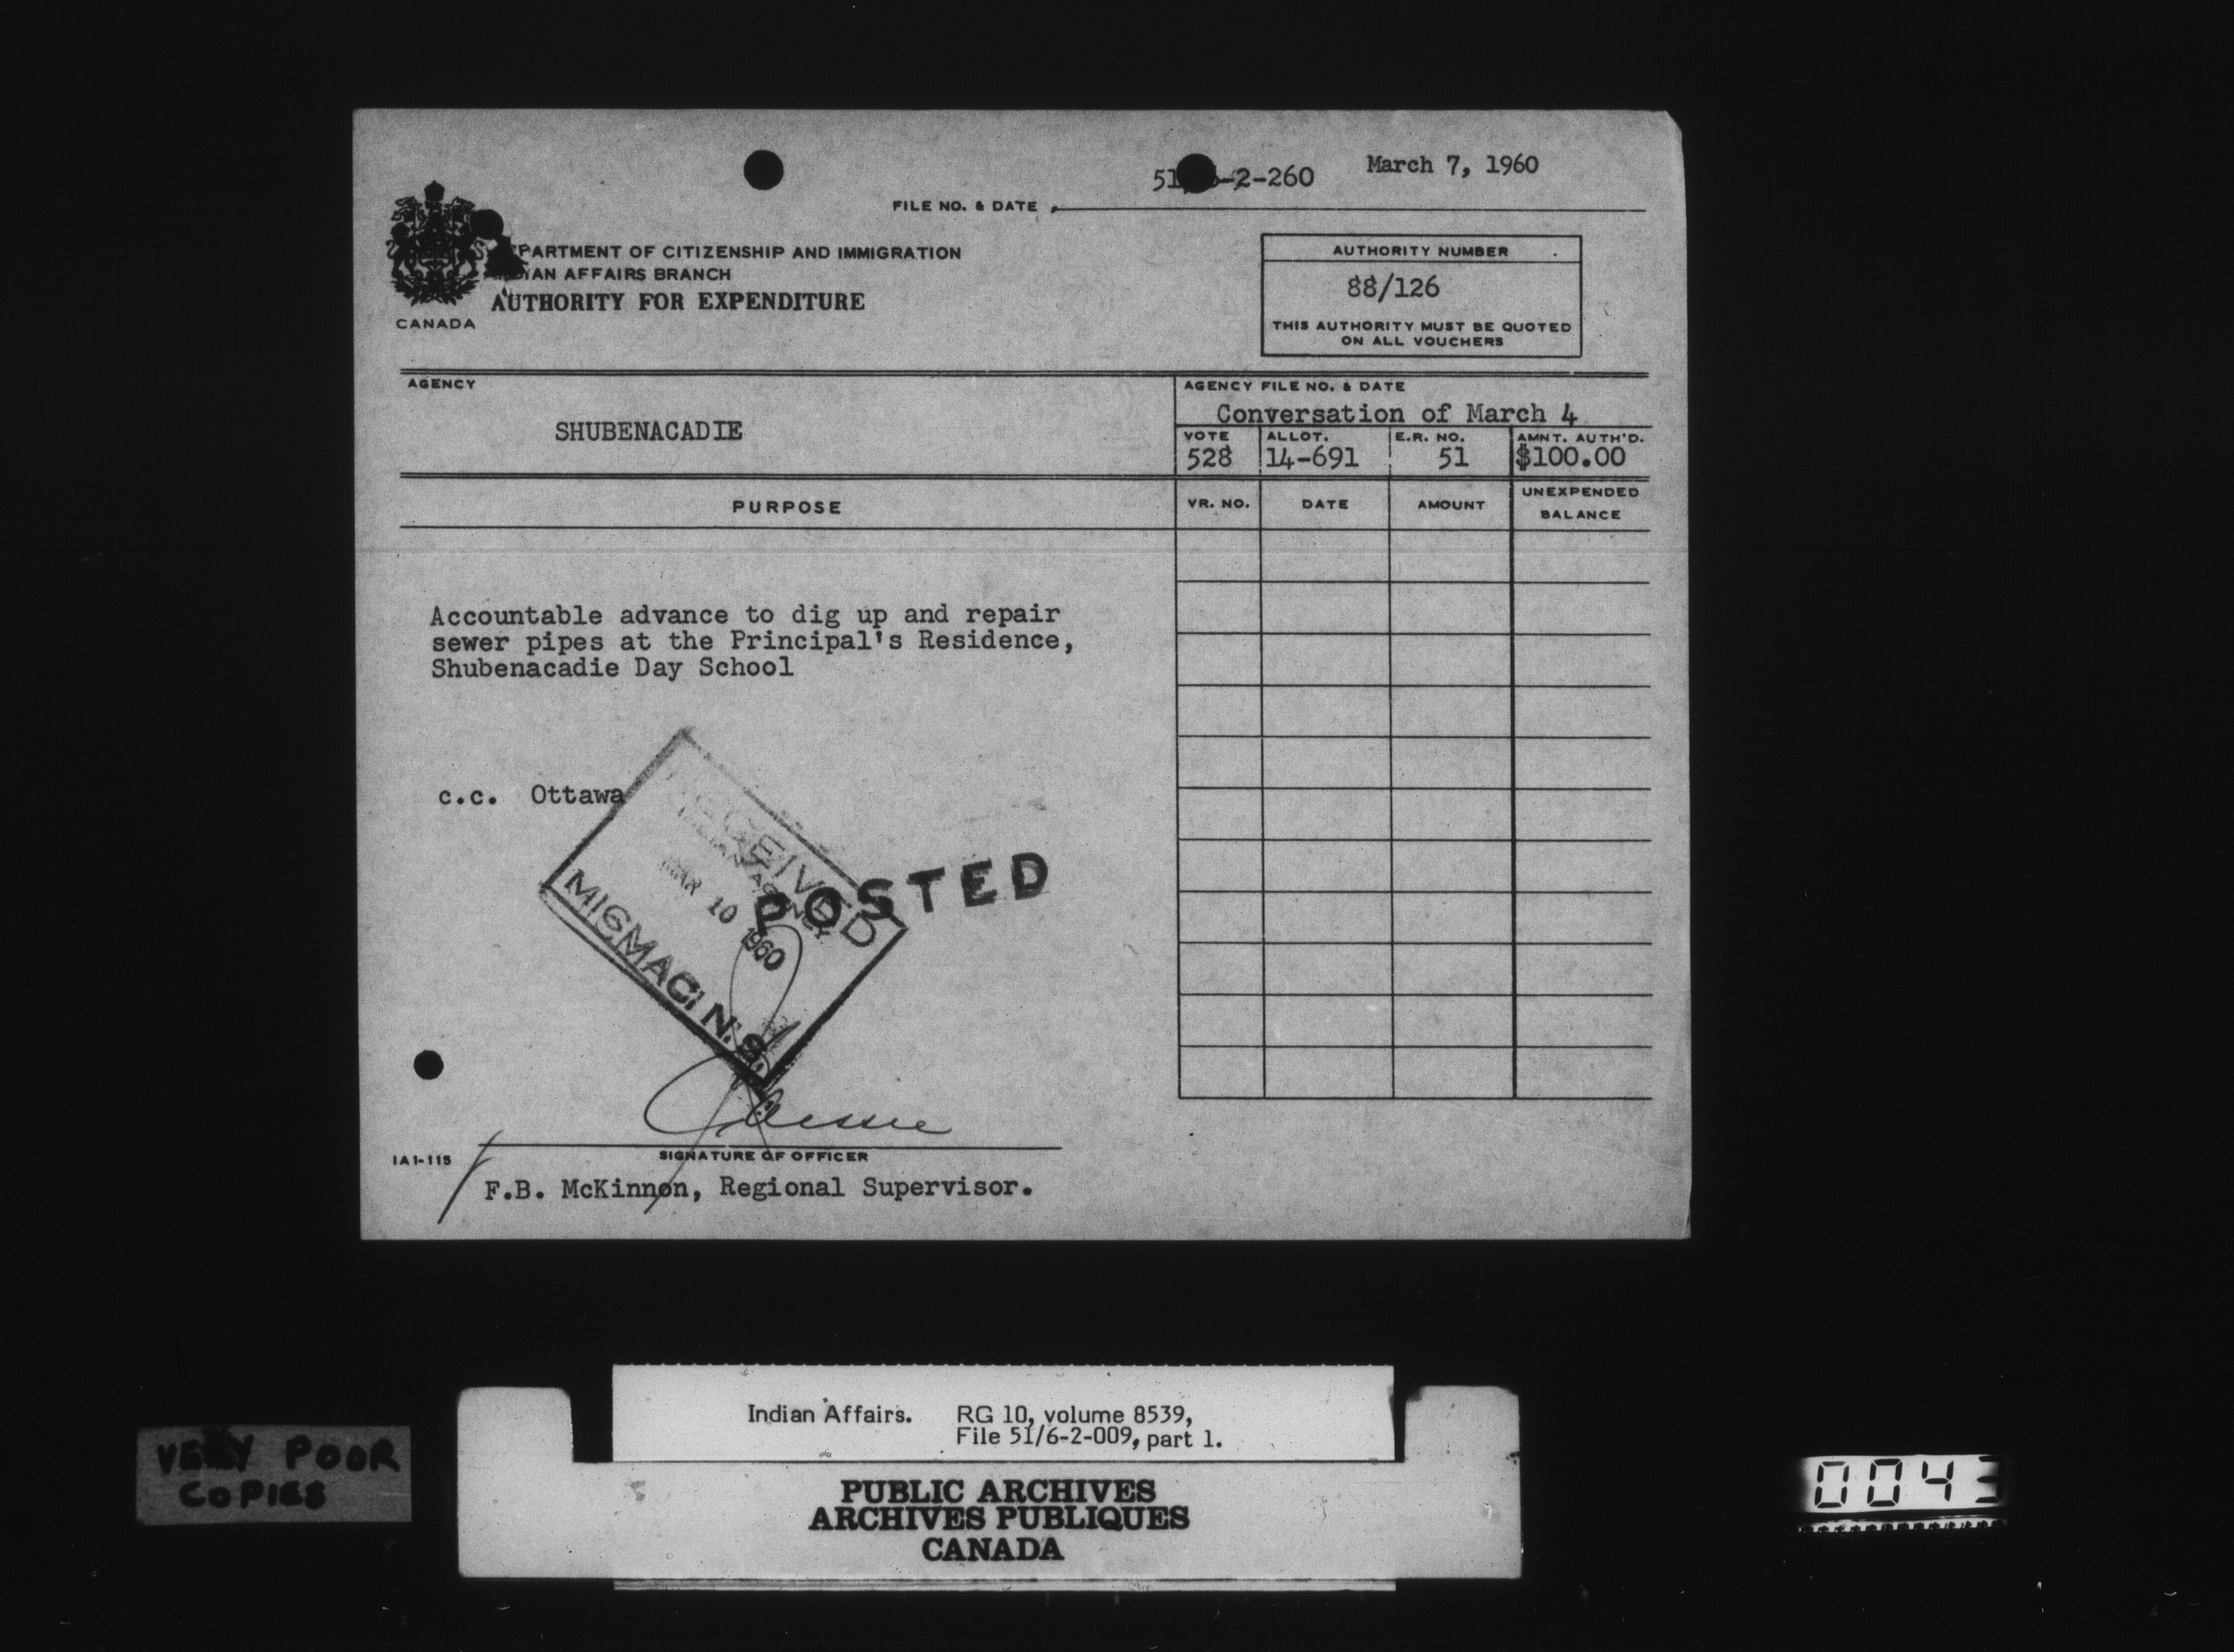 51/6-2-260 March 7, 1960
FILE NO. & DATE
DEPARTMENT OF CITIZENSHIP AND IMMIGRATION
INDIAN AFFAIRS BRANCH
AUTHORITY FOR EXPENDITURE
CANADA
AUTHORITY NUMBER
88/126
THIS AUTHORITY MUST BE QUOTED
ON ALL VOUCHERS
AGENCY
SHUBENACADIE
AGENCY FILE NO. & DATE
Conversation of March 4
VOTE ALLOT. E.R. NO. AMNT. AUTH'D.
528 14-691 51 $100.00
PURPOSE
VR. NO. DATE AMOUNT UNEXPENDED BALANCE
Accountable advance to dig up and repair
sewer pipes at the Principal's Residence,
Shubenacadie Day School
c.c. Ottawa
RECEIVED
INDIAN AGENCY
MAR 10 1960
MICMAC N.S.
POSTED
SIGNATURE OF OFFICER
IA1-115
F.B. McKinnon, Regional Supervisor.
Indian Affairs. RG 10, volume 8539,
File 51/6-2-009, part 1.
VERY POOR
COPIES
PUBLIC ARCHIVES
ARCHIVES PUBLIQUES
CANADA
0043